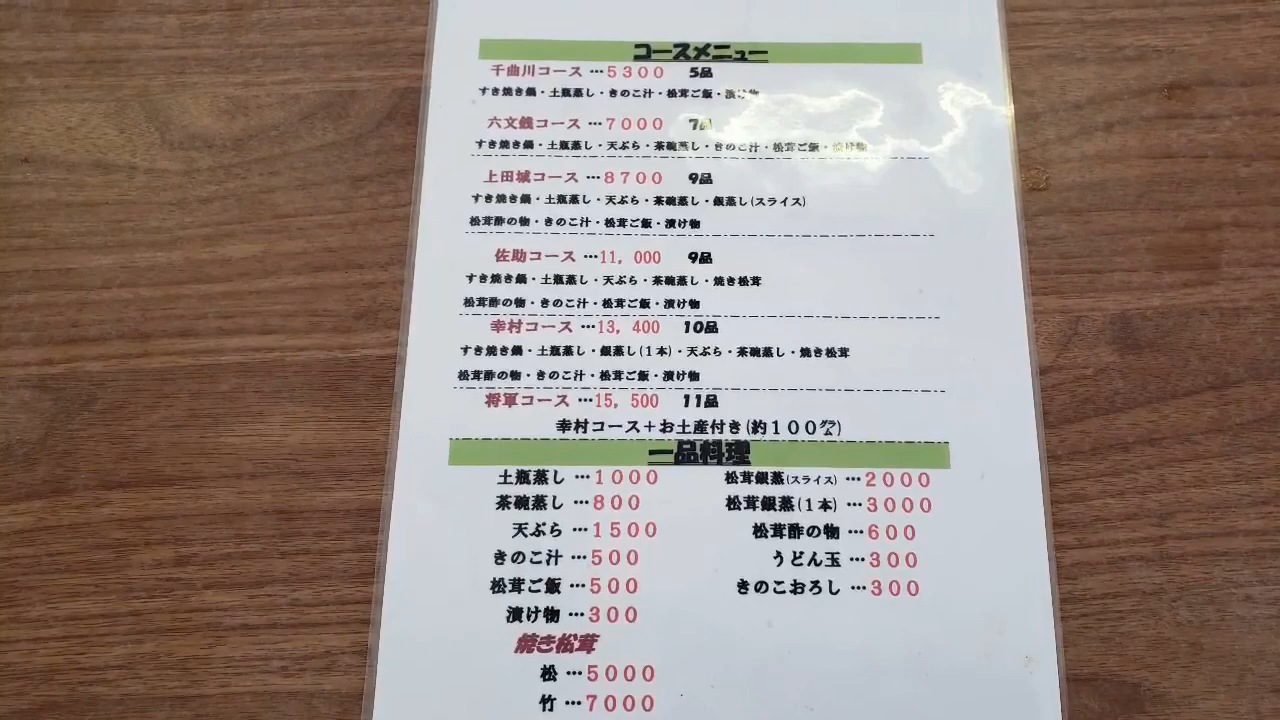 コースメニュー
千曲川コース …5300 5品
すき焼き鍋・土瓶蒸し・きのこ汁・松茸ご飯・漬け物
六文銭コース …7000 7品
すき焼き鍋・土瓶蒸し・天ぷら・茶碗蒸し・きのこ汁・松茸ご飯・漬け物
上田城コース …8700 9品
すき焼き鍋・土瓶蒸し・天ぷら・茶碗蒸し・銀蒸し(スライス)
松茸酢の物・きのこ汁・松茸ご飯・漬け物
佐助コース …11, 000 9品
すき焼き鍋・土瓶蒸し・天ぷら・茶碗蒸し・焼き松茸
松茸酢の物・きのこ汁・松茸ご飯・漬け物
幸村コース …13, 400 10品
すき焼き鍋・土瓶蒸し・銀蒸し(1本)・天ぷら・茶碗蒸し・焼き松茸
松茸酢の物・きのこ汁・松茸ご飯・漬け物
将軍コース …15, 500 11品
幸村コース+お土産付き(約100㌘)
一品料理
土瓶蒸し …1000
茶碗蒸し …800
天ぷら …1500
きのこ汁 …500
松茸ご飯 …500
漬け物 …300
松茸銀蒸(スライス) …2000
松茸銀蒸(1本) …3000
松茸酢の物 …600
うどん玉 …300
きのこおろし …300
焼き松茸
松 …5000
竹 …7000